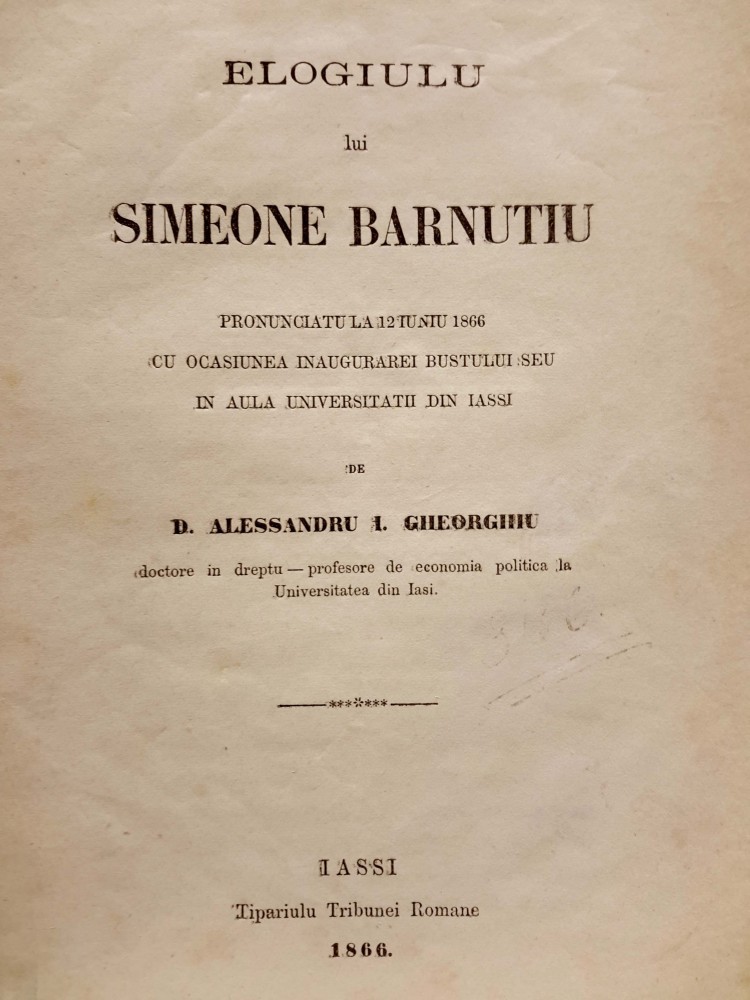 ELOGIULU
lui
SIMEONE BARNUTIU
PRONUNCIATU LA 12 IUNIU 1866
CU OCASIUNEA INAUGURAREI BUSTULUI SEU
IN AULA UNIVERSITATII DIN IASSI
DE
D. ALESSANDRU I. GHEORGHIU
doctore in dreptu — profesore de economia politica la
Universitatea din Iasi.
IASSI
Tipariulu Tribunei Romane
1866.